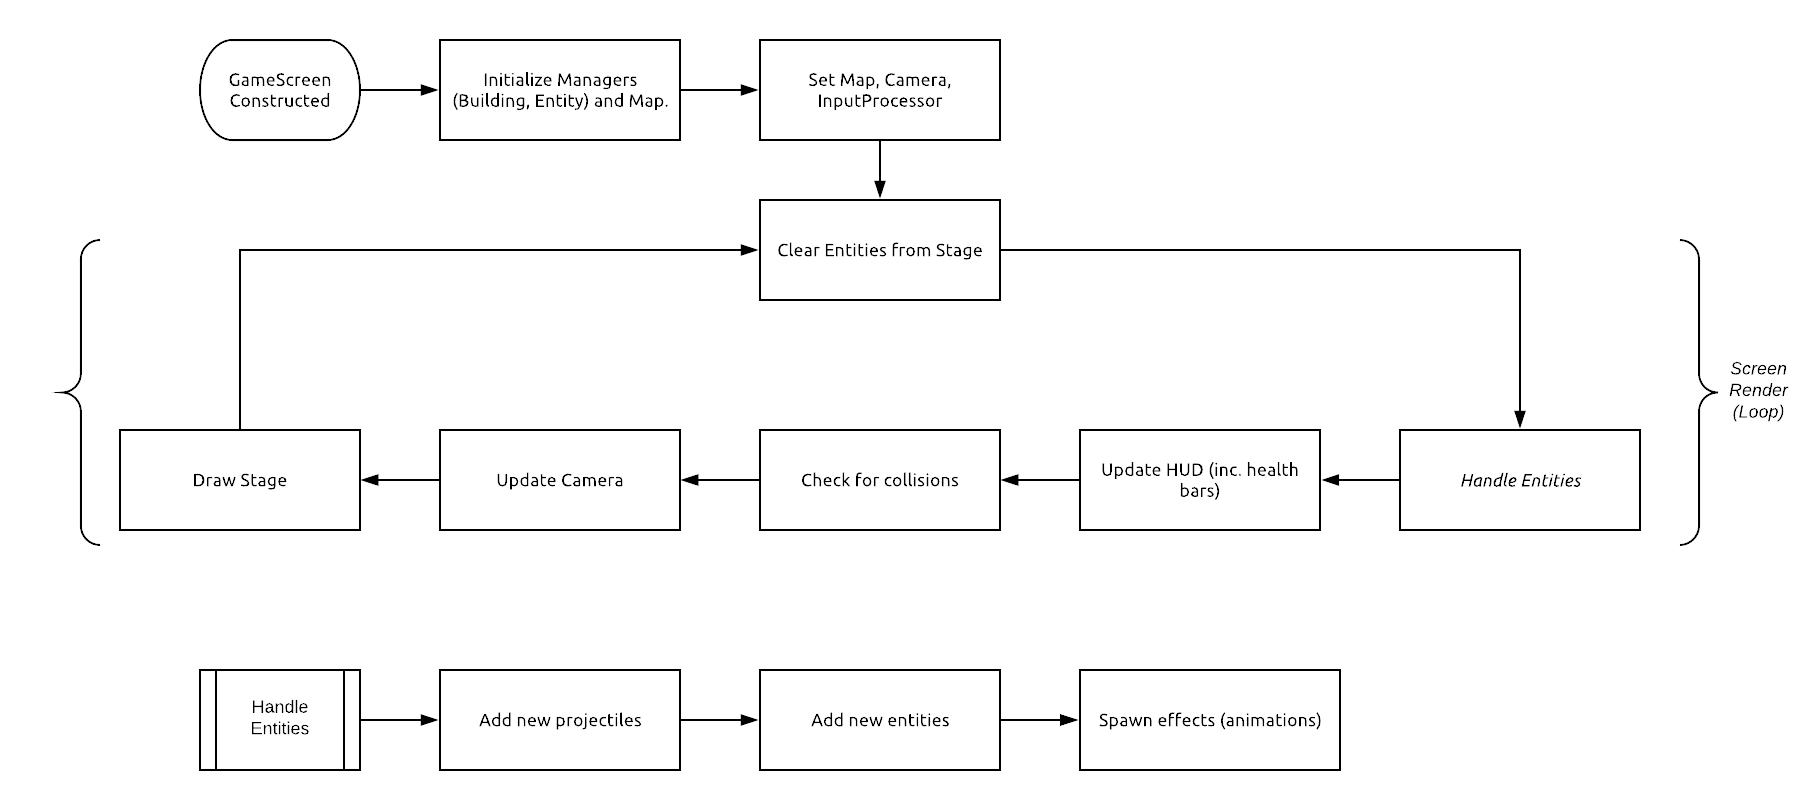 GameScreen
Constructed
Initialize Managers
(Building, Entity) and Map.
Set Map, Camera,
InputProcessor
Clear Entities from Stage
Screen
Render
(Loop)
Draw Stage
Update Camera
Check for collisions
Update HUD (inc. health
bars)
Handle Entities
Handle
Entities
Add new projectiles
Add new entities
Spawn effects (animations)